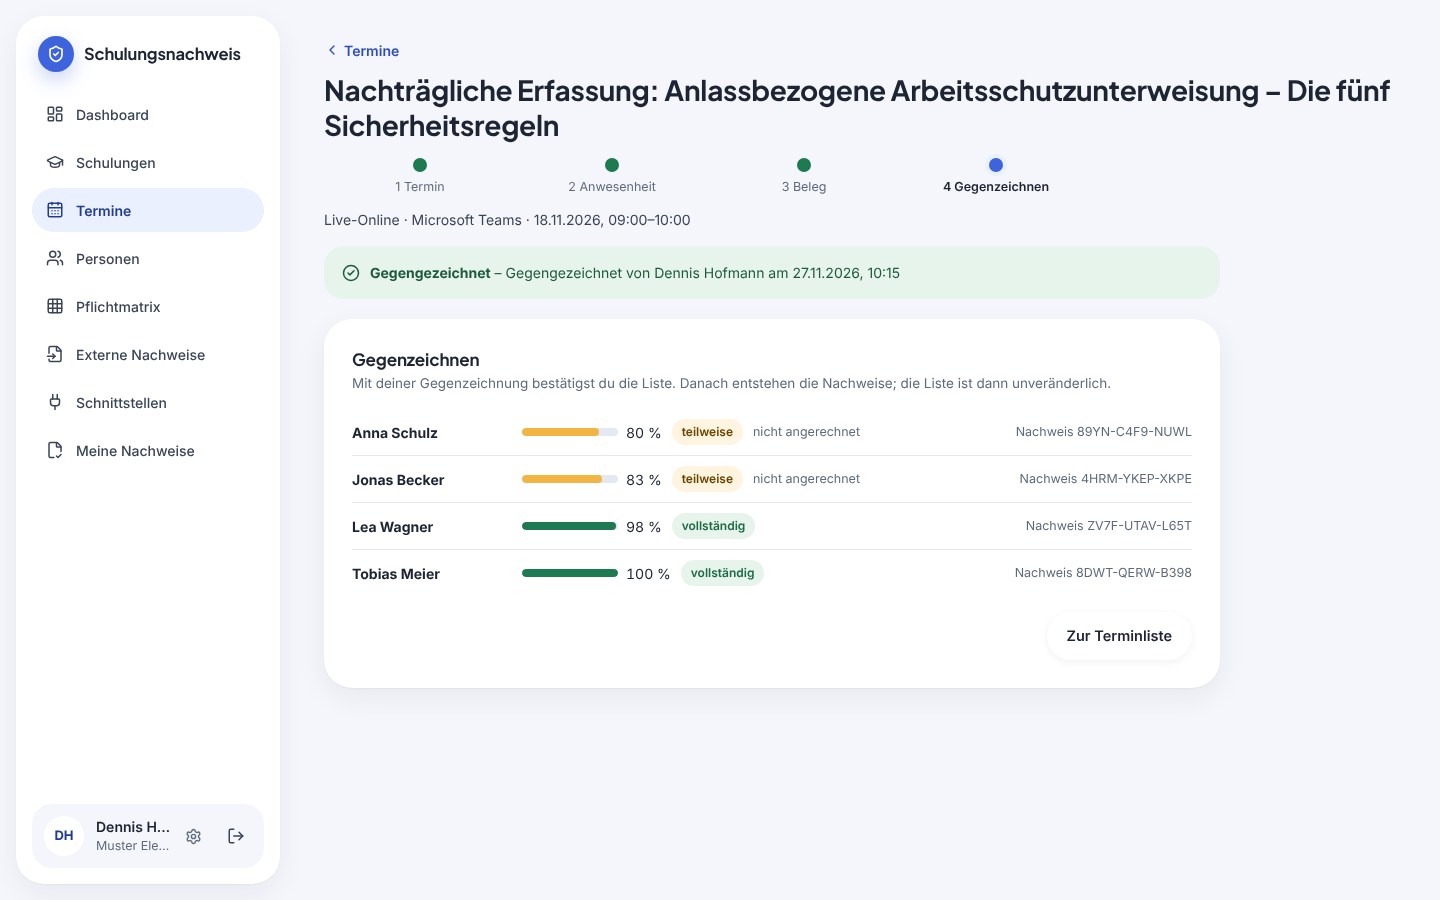 Schulungsnachweis
Dashboard
Schulungen
Termine
Personen
Pflichtmatrix
Externe Nachweise
Schnittstellen
Meine Nachweise
DH
Dennis H...
Muster Ele...
Termine
Nachträgliche Erfassung: Anlassbezogene Arbeitsschutzunterweisung – Die fünf
Sicherheitsregeln
1 Termin
2 Anwesenheit
3 Beleg
4 Gegenzeichnen
Live-Online · Microsoft Teams · 18.11.2026, 09:00–10:00
Gegengezeichnet – Gegengezeichnet von Dennis Hofmann am 27.11.2026, 10:15
Gegenzeichnen
Mit deiner Gegenzeichnung bestätigst du die Liste. Danach entstehen die Nachweise; die Liste ist dann unveränderlich.
Anna Schulz 80 % teilweise nicht angerechnet Nachweis 89YN-C4F9-NUWL
Jonas Becker 83 % teilweise nicht angerechnet Nachweis 4HRM-YKEP-XKPE
Lea Wagner 98 % vollständig Nachweis ZV7F-UTAV-L65T
Tobias Meier 100 % vollständig Nachweis 8DWT-QERW-B398
Zur Terminliste